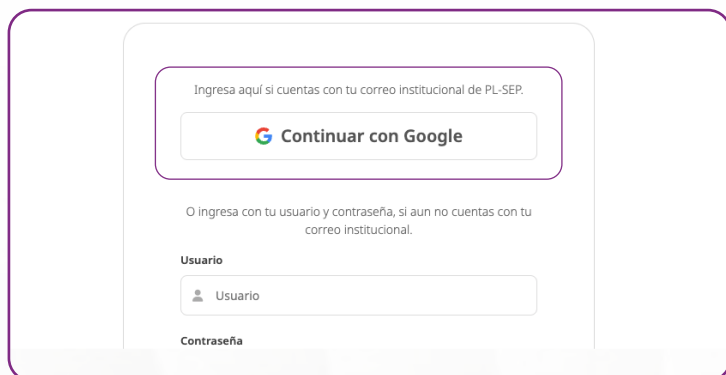 Ingresa aquí si cuentas con tu correo institucional de PL-SEP.
Continuar con Google
O ingresa con tu usuario y contraseña, si aun no cuentas con tu
correo institucional.
Usuario
Usuario
Contraseña